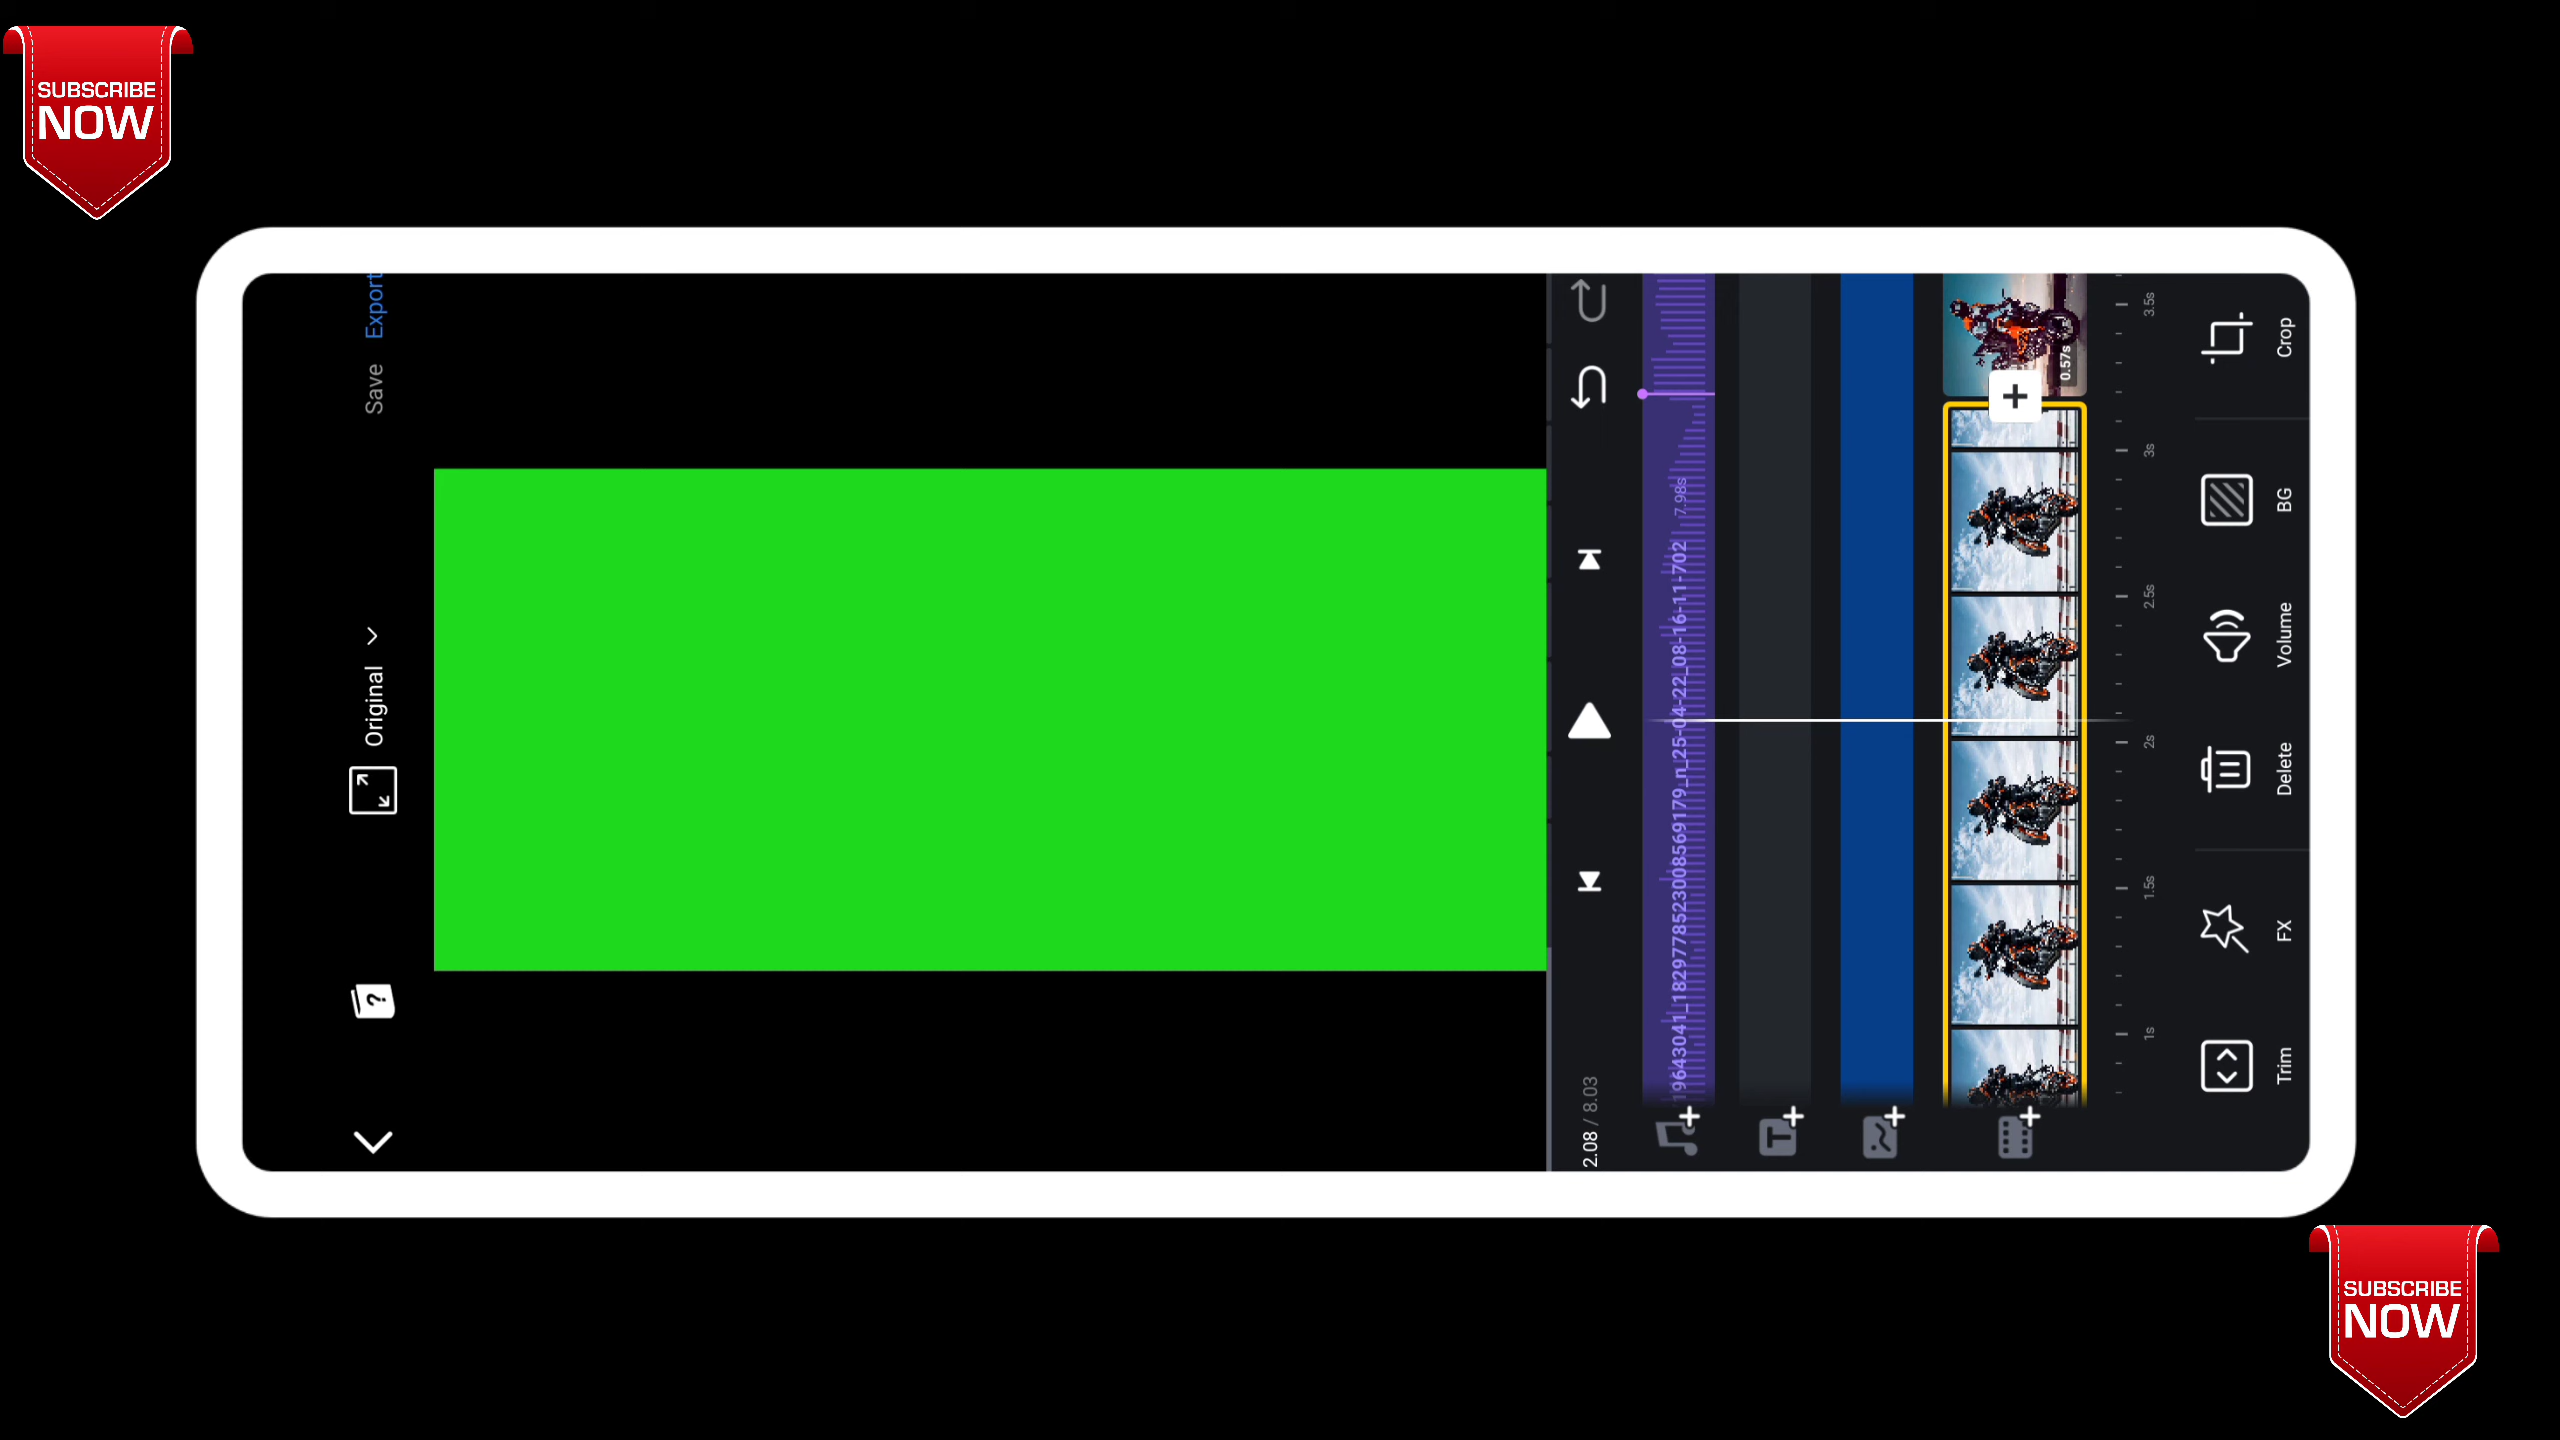 SUBSCRIBE
NOW
Save Export
Original
?
2.08 / 8.03
19643041_1829778523008569179_n_25-04-22_08-16-11-702 7.98s
T
0.57s
1s 1.5s 2s 2.5s 3s 3.5s
Trim FX Delete Volume BG Crop
SUBSCRIBE
NOW